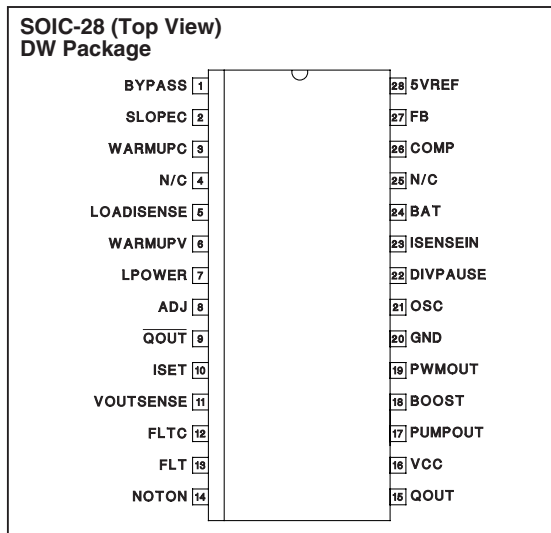 SOIC-28 (Top View)
DW Package
BYPASS 1
SLOPEC 2
WARMUPC 3
N/C 4
LOADISENSE 5
WARMUPV 6
LPOWER 7
ADJ 8
Q̅O̅U̅T̅ 9
ISET 10
VOUTSENSE 11
FLTC 12
FLT 13
NOTON 14
28 5VREF
27 FB
26 COMP
25 N/C
24 BAT
23 ISENSEIN
22 DIVPAUSE
21 OSC
20 GND
19 PWMOUT
18 BOOST
17 PUMPOUT
16 VCC
15 QOUT